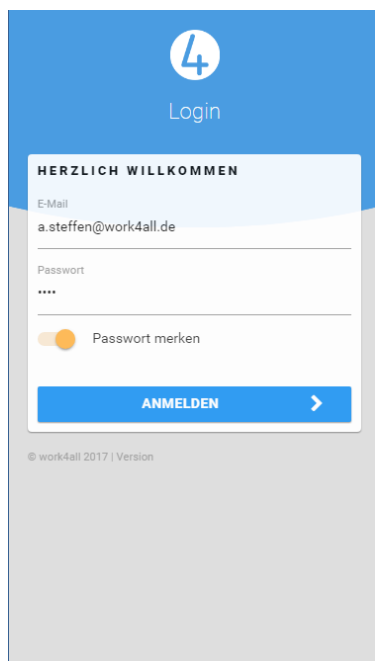 4
Login
HERZLICH WILLKOMMEN
E-Mail
a.steffen@work4all.de
Passwort
••••
Passwort merken
ANMELDEN
© work4all 2017 | Version